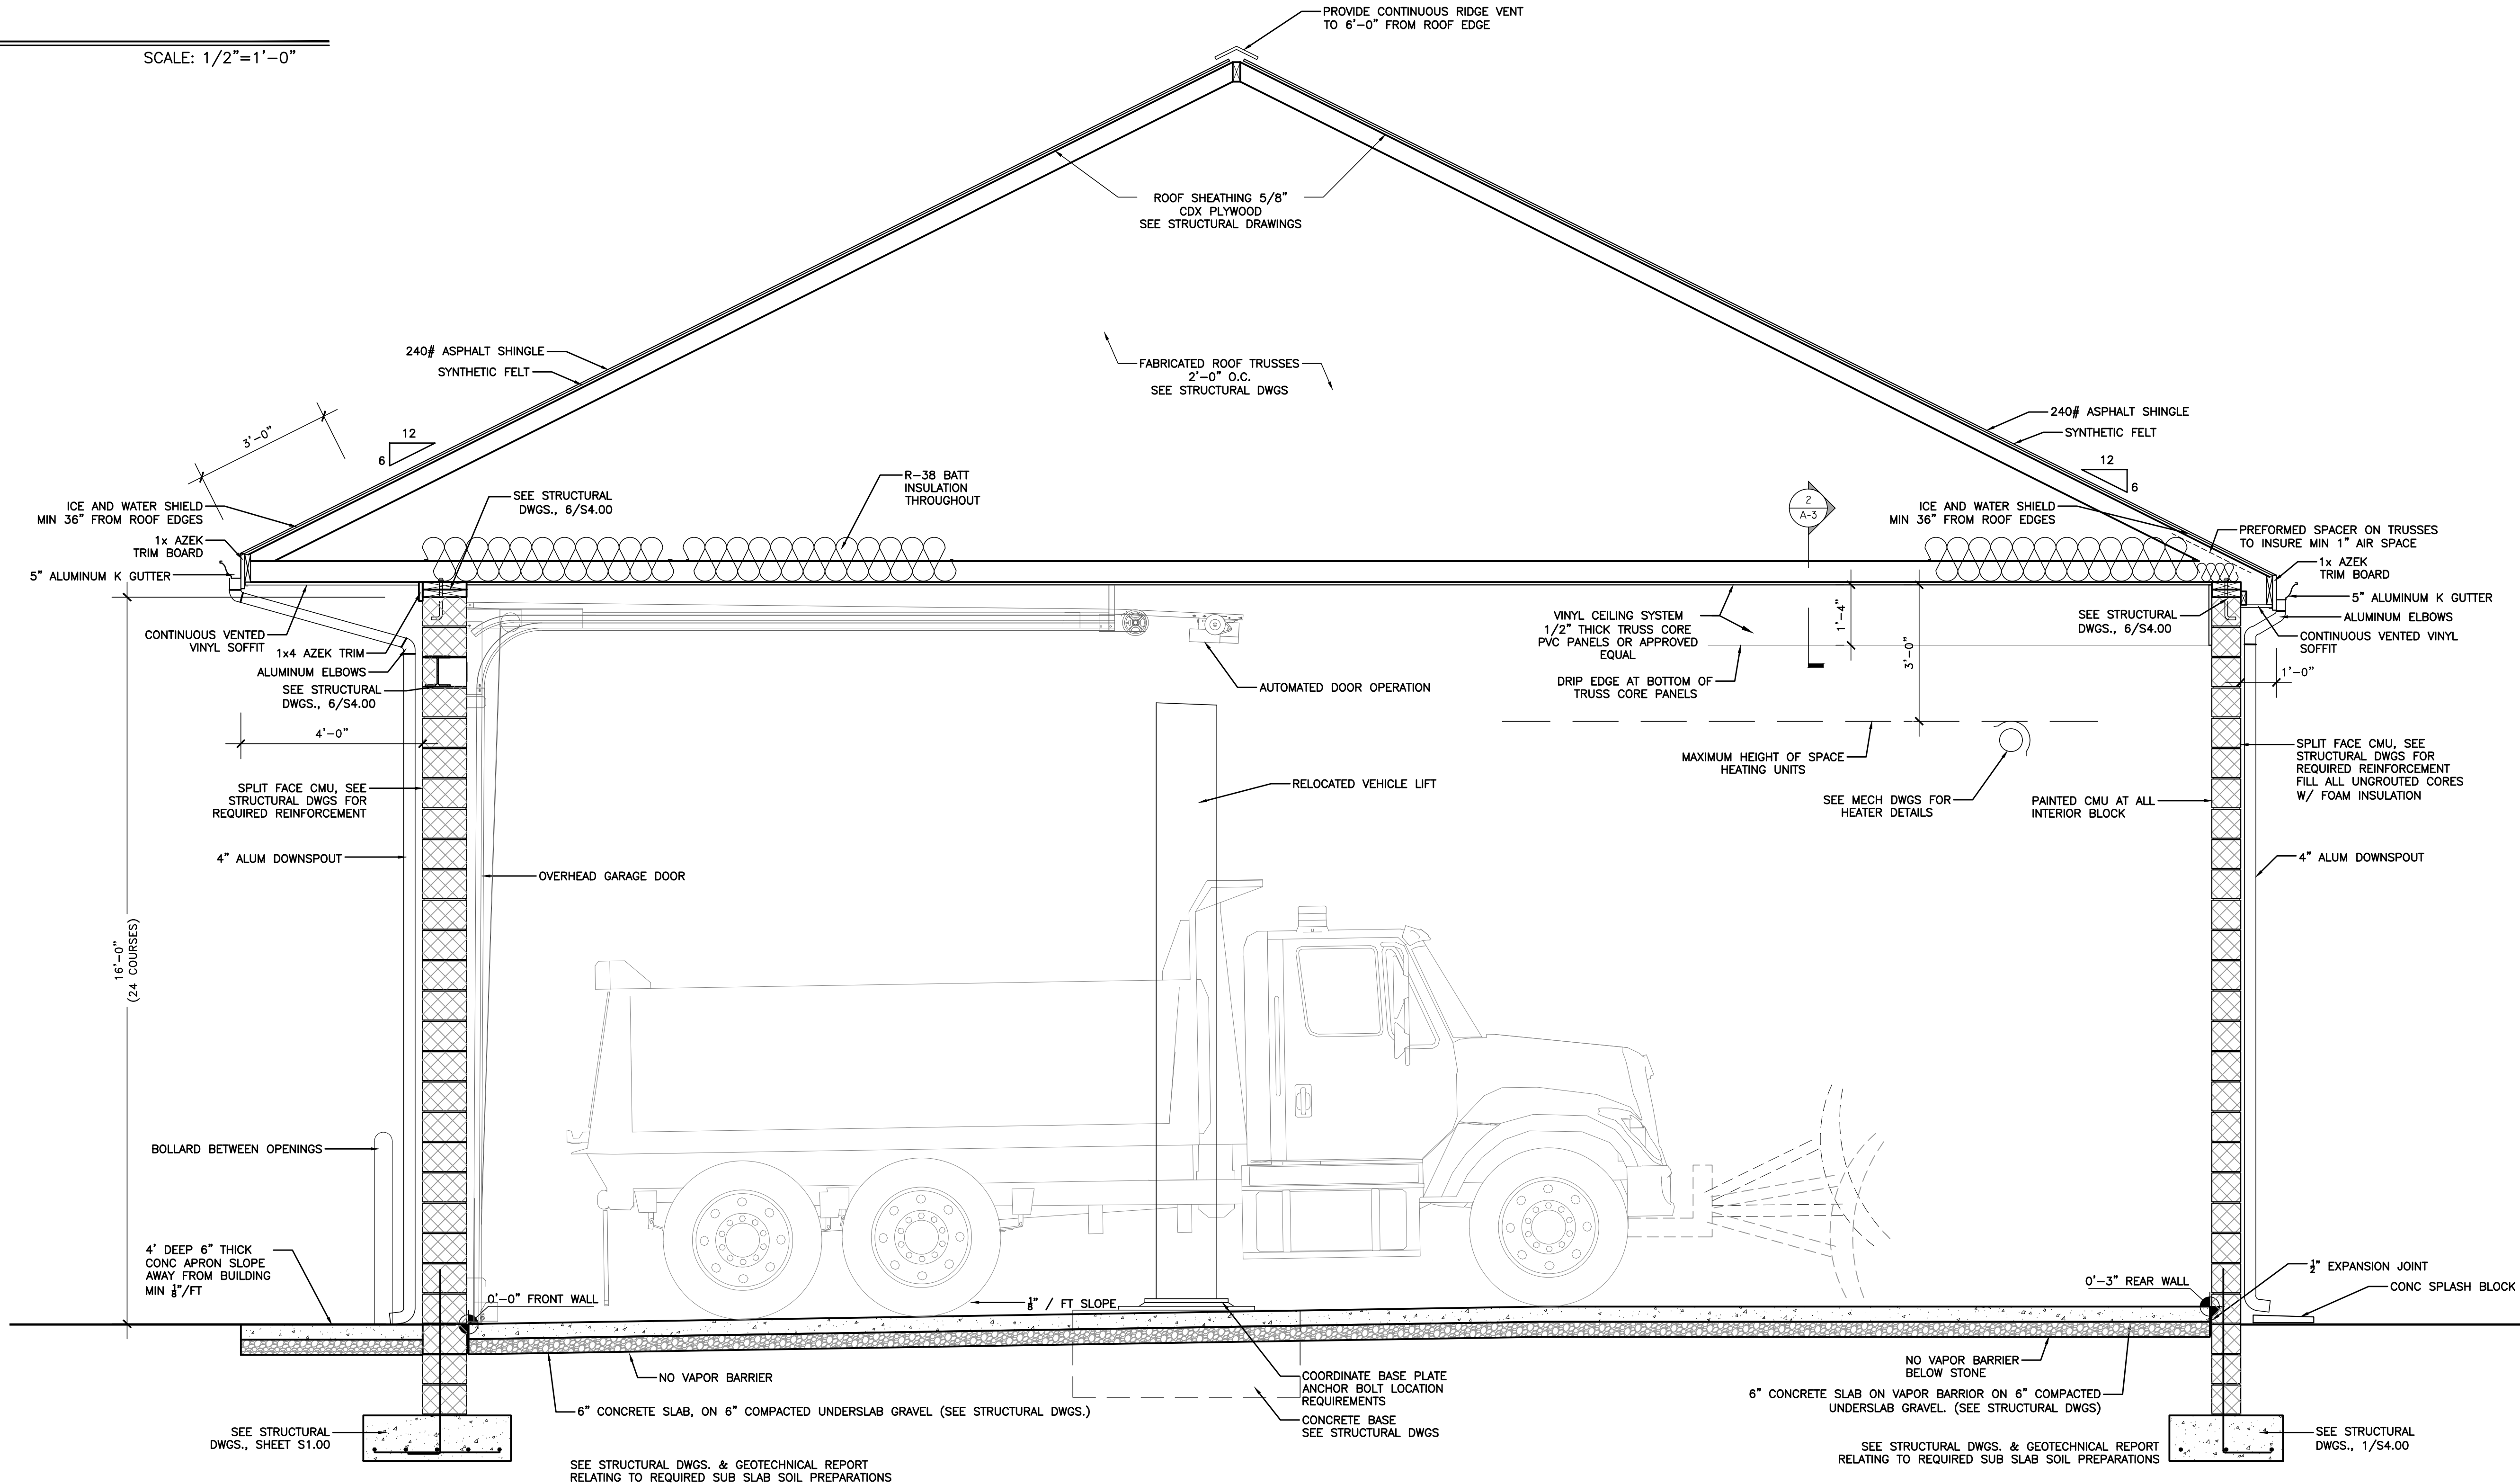 PROVIDE CONTINUOUS RIDGE VENT
TO 6'-0" FROM ROOF EDGE
SCALE: 1/2"=1'-0"
ROOF SHEATHING 5/8"
CDX PLYWOOD
SEE STRUCTURAL DRAWINGS
240# ASPHALT SHINGLE
SYNTHETIC FELT
FABRICATED ROOF TRUSSES
2'-0" O.C.
SEE STRUCTURAL DWGS
240# ASPHALT SHINGLE
SYNTHETIC FELT
3'-0"
12
6
12
6
ICE AND WATER SHIELD
MIN 36" FROM ROOF EDGES
1x AZEK
TRIM BOARD
5" ALUMINUM K GUTTER
SEE STRUCTURAL
DWGS., 6/S4.00
R-38 BATT
INSULATION
THROUGHOUT
2
A-3
ICE AND WATER SHIELD
MIN 36" FROM ROOF EDGES
PREFORMED SPACER ON TRUSSES
TO INSURE MIN 1" AIR SPACE
1x AZEK
TRIM BOARD
5" ALUMINUM K GUTTER
ALUMINUM ELBOWS
CONTINUOUS VENTED VINYL
SOFFIT
1'-0"
CONTINUOUS VENTED
VINYL SOFFIT
1x4 AZEK TRIM
ALUMINUM ELBOWS
SEE STRUCTURAL
DWGS., 6/S4.00
4'-0"
AUTOMATED DOOR OPERATION
VINYL CEILING SYSTEM
1/2" THICK TRUSS CORE
PVC PANELS OR APPROVED
EQUAL
DRIP EDGE AT BOTTOM OF
TRUSS CORE PANELS
1'-4"
3'-0"
SEE STRUCTURAL
DWGS., 6/S4.00
MAXIMUM HEIGHT OF SPACE
HEATING UNITS
SEE MECH DWGS FOR
HEATER DETAILS
PAINTED CMU AT ALL
INTERIOR BLOCK
SPLIT FACE CMU, SEE
STRUCTURAL DWGS FOR
REQUIRED REINFORCEMENT
FILL ALL UNGROUTED CORES
W/ FOAM INSULATION
SPLIT FACE CMU, SEE
STRUCTURAL DWGS FOR
REQUIRED REINFORCEMENT
RELOCATED VEHICLE LIFT
4" ALUM DOWNSPOUT
OVERHEAD GARAGE DOOR
4" ALUM DOWNSPOUT
16'-0"
(24 COURSES)
BOLLARD BETWEEN OPENINGS
4' DEEP 6" THICK
CONC APRON SLOPE
AWAY FROM BUILDING
MIN 1/8"/FT
0'-0" FRONT WALL
1/8" / FT SLOPE
0'-3" REAR WALL
1/2" EXPANSION JOINT
CONC SPLASH BLOCK
NO VAPOR BARRIER
6" CONCRETE SLAB, ON 6" COMPACTED UNDERSLAB GRAVEL (SEE STRUCTURAL DWGS.)
COORDINATE BASE PLATE
ANCHOR BOLT LOCATION
REQUIREMENTS
CONCRETE BASE
SEE STRUCTURAL DWGS
NO VAPOR BARRIER
BELOW STONE
6" CONCRETE SLAB ON VAPOR BARRIOR ON 6" COMPACTED
UNDERSLAB GRAVEL. (SEE STRUCTURAL DWGS)
SEE STRUCTURAL
DWGS., SHEET S1.00
SEE STRUCTURAL DWGS. & GEOTECHNICAL REPORT
RELATING TO REQUIRED SUB SLAB SOIL PREPARATIONS
SEE STRUCTURAL DWGS. & GEOTECHNICAL REPORT
RELATING TO REQUIRED SUB SLAB SOIL PREPARATIONS
SEE STRUCTURAL
DWGS., 1/S4.00